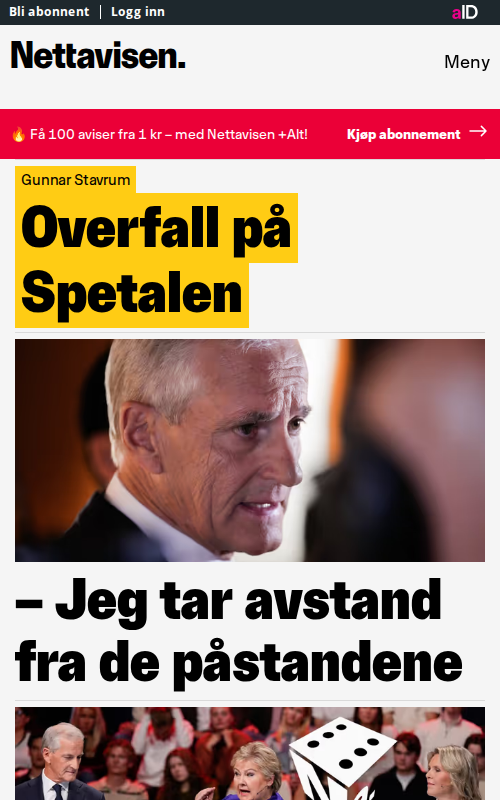 Bli abonnent | Logg inn
aID
Nettavisen.
Meny
🔥 Få 100 aviser fra 1 kr – med Nettavisen +Alt!
Kjøp abonnement →
Gunnar Stavrum
Overfall på
Spetalen
– Jeg tar avstand
fra de påstandene